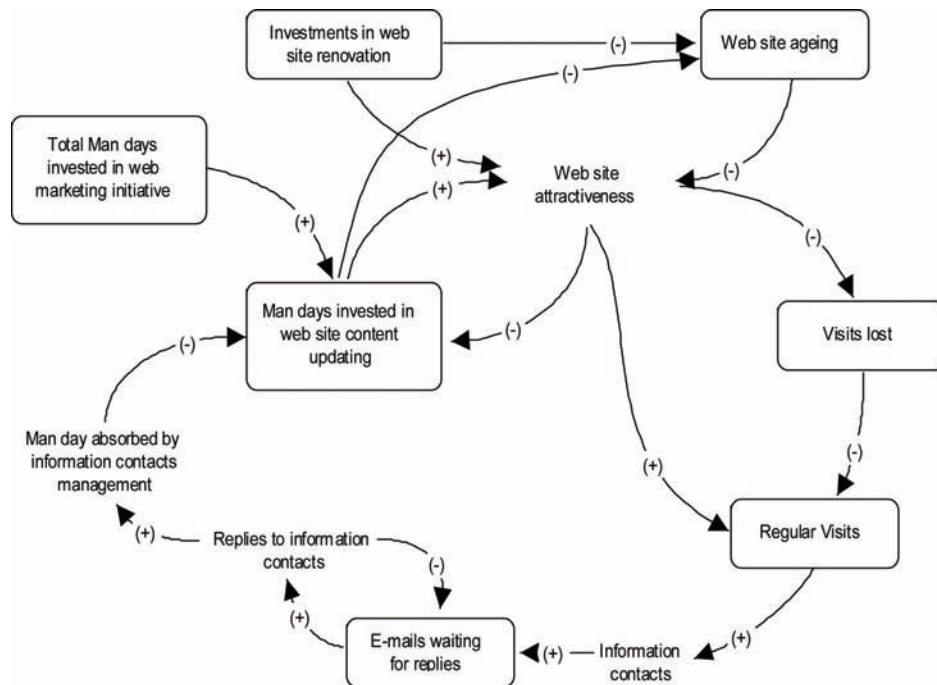 Investments in web
site renovation
(-)
Web site ageing
(-)
Total Man days
invested in web
marketing initiative
(+)
(+)
(+)
Web site
attractiveness
(-)
(-)
(+)
Man days invested in
web site content
updating
(-)
(-)
Visits lost
(-)
Man day absorbed by
information contacts
management
(+)
Regular Visits
(+)
Replies to information
contacts
(-)
(+)
E-mails waiting
for replies
(+)
Information
contacts
(+)